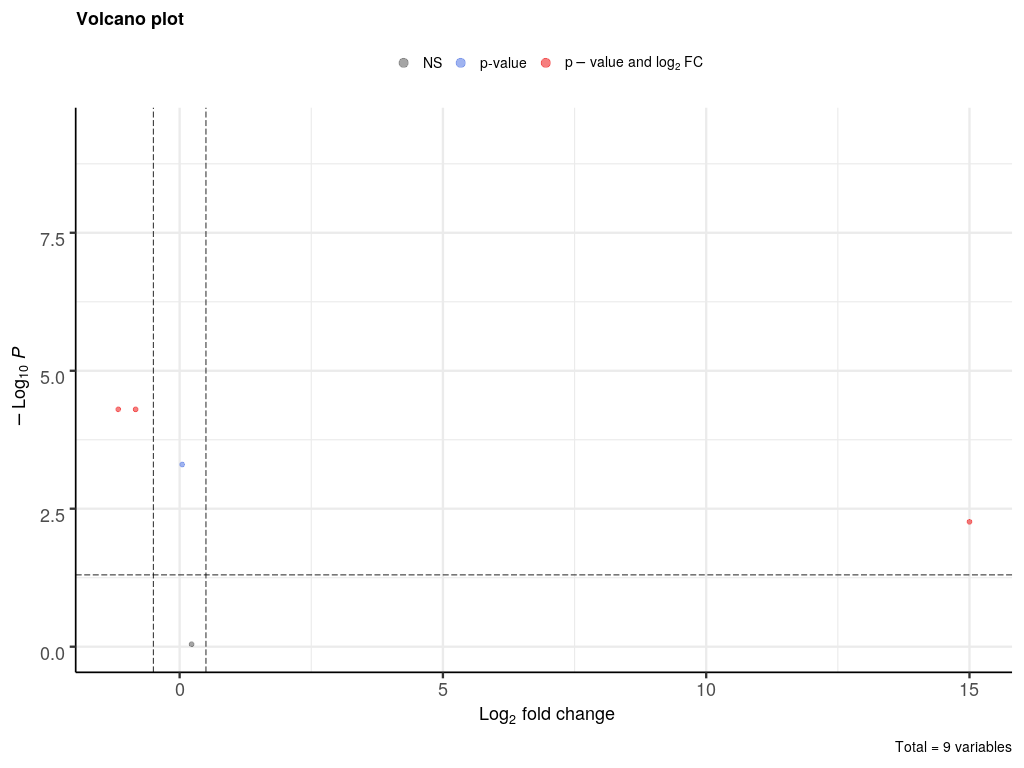 Volcano plot
NS p-value p − value and log₂ FC
− Log₁₀ P
7.5
5.0
2.5
0.0
0 5 10 15
Log₂ fold change
Total = 9 variables